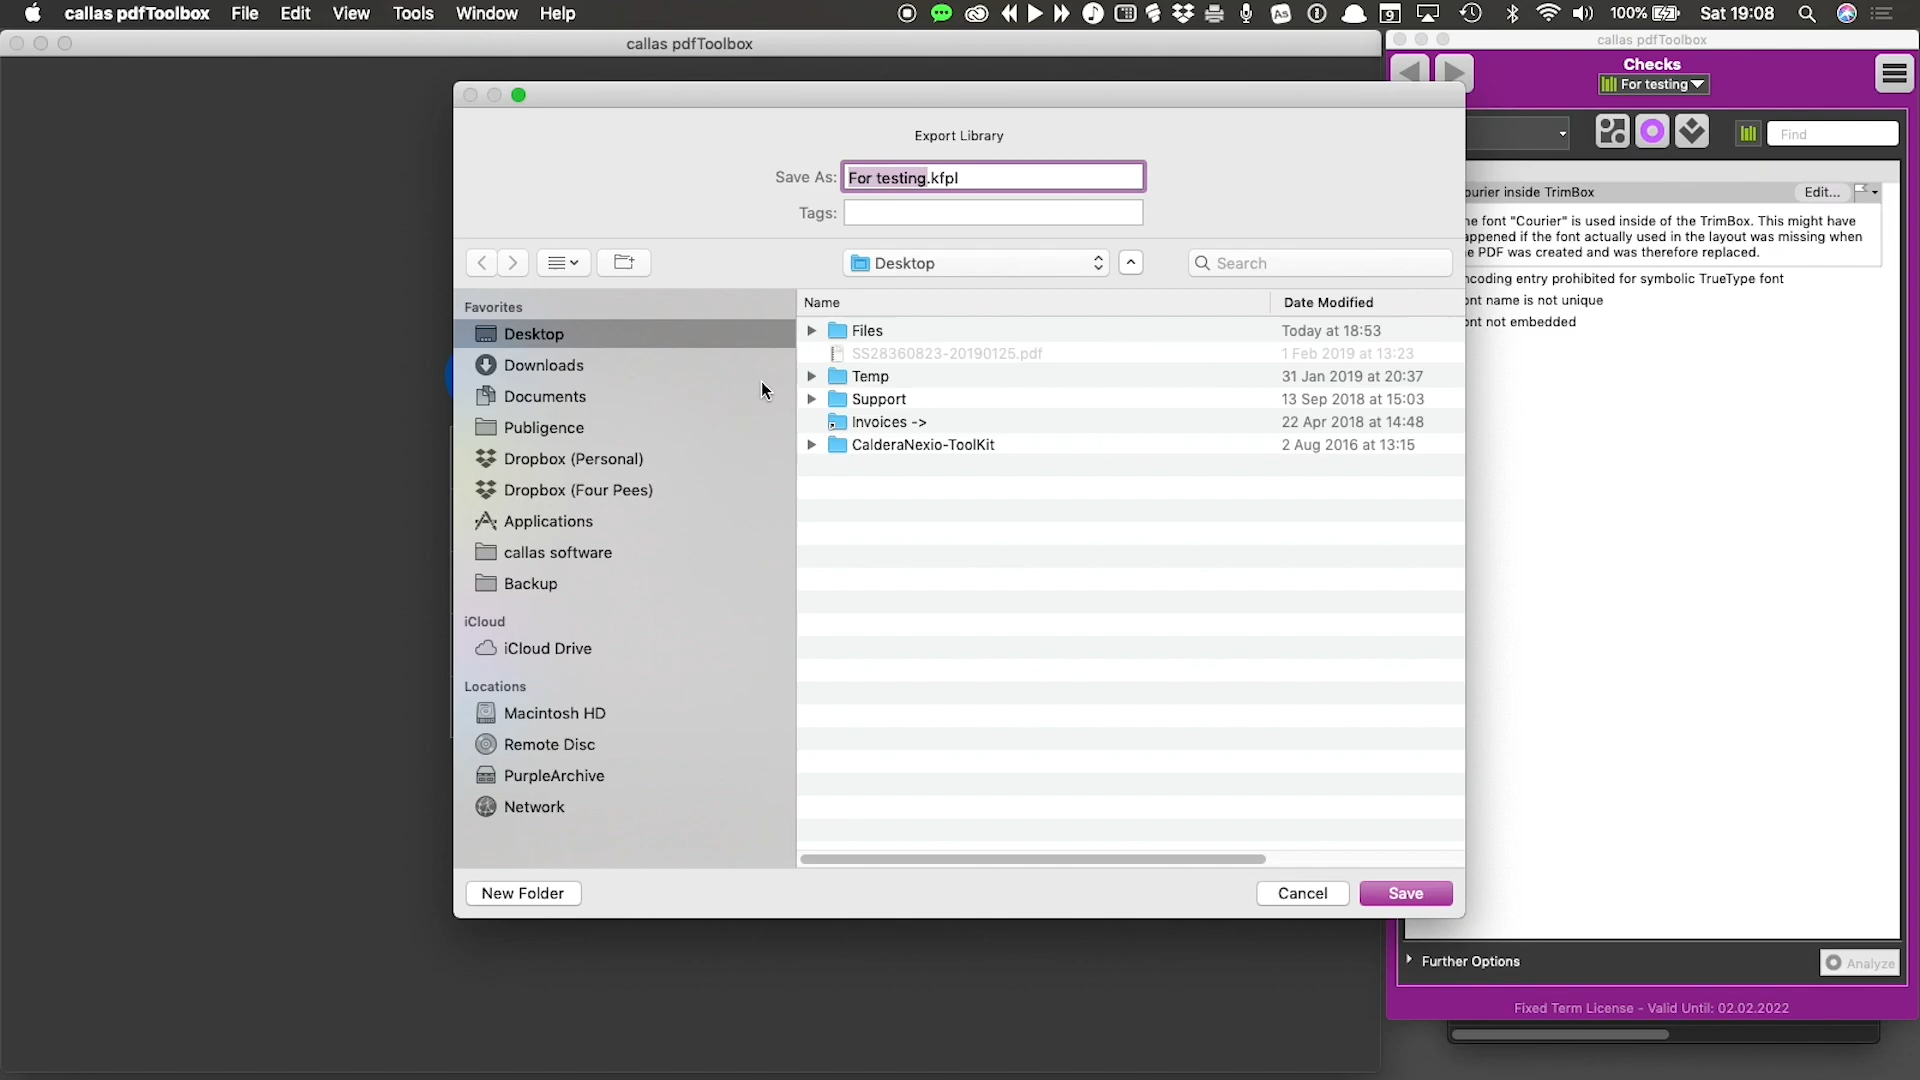 callas pdfToolbox File Edit View Tools Window Help 100% Sat 19:08
callas pdfToolbox
callas pdfToolbox
Checks
For testing
Find
Export Library
Save As: For testing.kfpl
Tags:
Desktop
Search
Favorites
Desktop
Downloads
Documents
Publigence
Dropbox (Personal)
Dropbox (Four Pees)
Applications
callas software
Backup
iCloud
iCloud Drive
Locations
Macintosh HD
Remote Disc
PurpleArchive
Network
Name Date Modified
Files Today at 18:53
SS28360823-20190125.pdf 1 Feb 2019 at 13:23
Temp 31 Jan 2019 at 20:37
Support 13 Sep 2018 at 15:03
Invoices -> 22 Apr 2018 at 14:48
CalderaNexio-ToolKit 2 Aug 2016 at 13:15
New Folder Cancel Save
ourier inside TrimBox Edit...
he font "Courier" is used inside of the TrimBox. This might have
appened if the font actually used in the layout was missing when
e PDF was created and was therefore replaced.
ncoding entry prohibited for symbolic TrueType font
ont name is not unique
ont not embedded
Further Options
Analyze
Fixed Term License - Valid Until: 02.02.2022